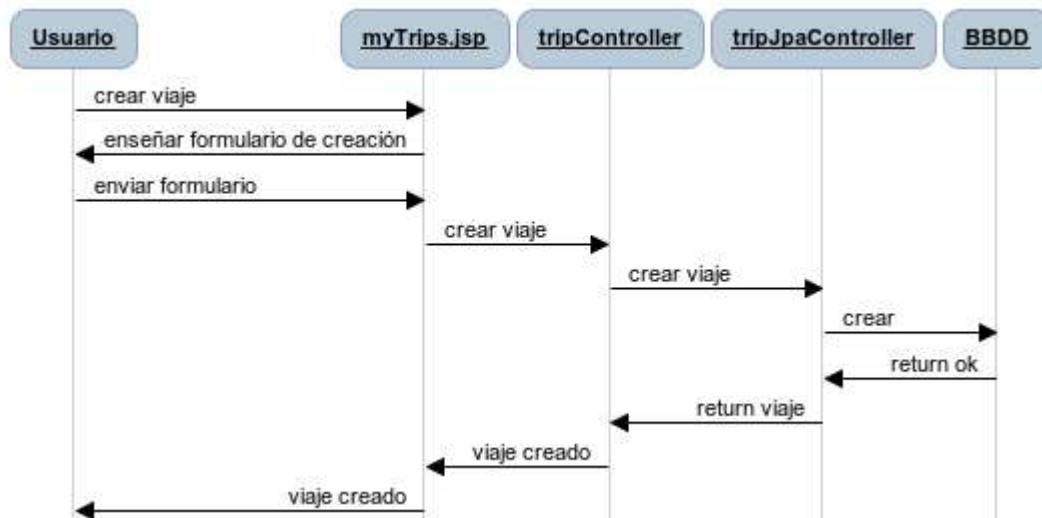 Usuario
myTrips.jsp
tripController
tripJpaController
BBDD
crear viaje
enseñar formulario de creación
enviar formulario
crear viaje
crear viaje
crear
return ok
return viaje
viaje creado
viaje creado